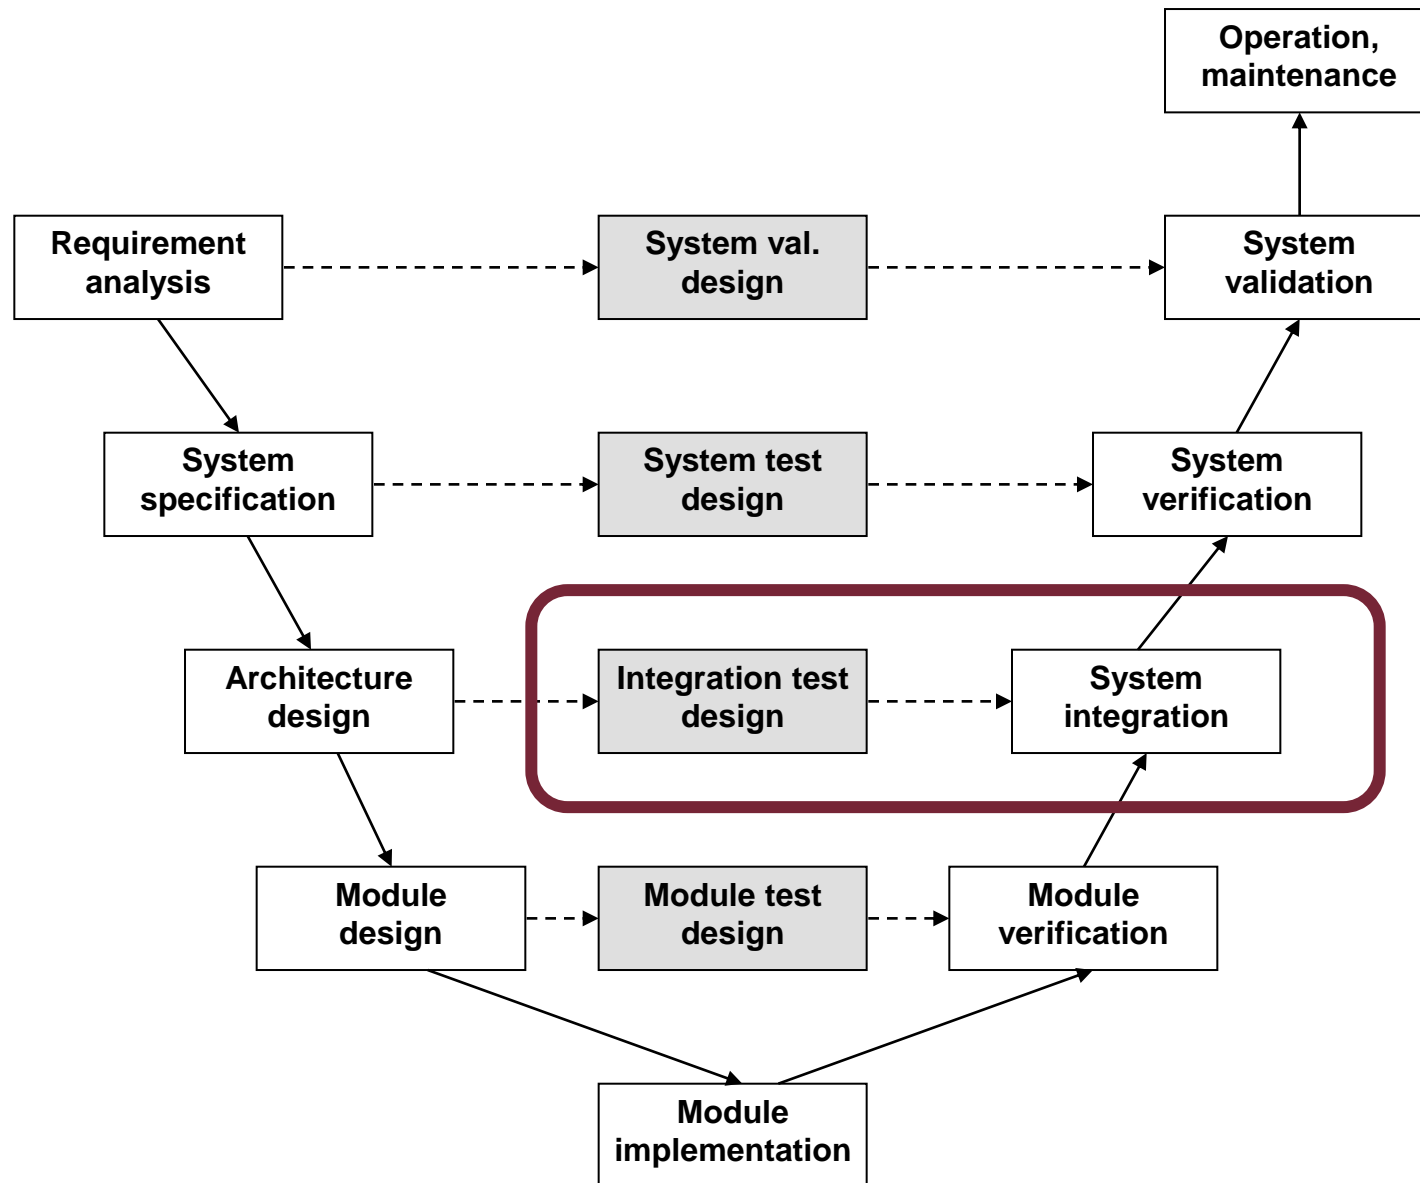 Operation,
maintenance
Requirement
analysis
System val.
design
System
validation
System
specification
System test
design
System
verification
Architecture
design
Integration test
design
System
integration
Module
design
Module test
design
Module
verification
Module
implementation